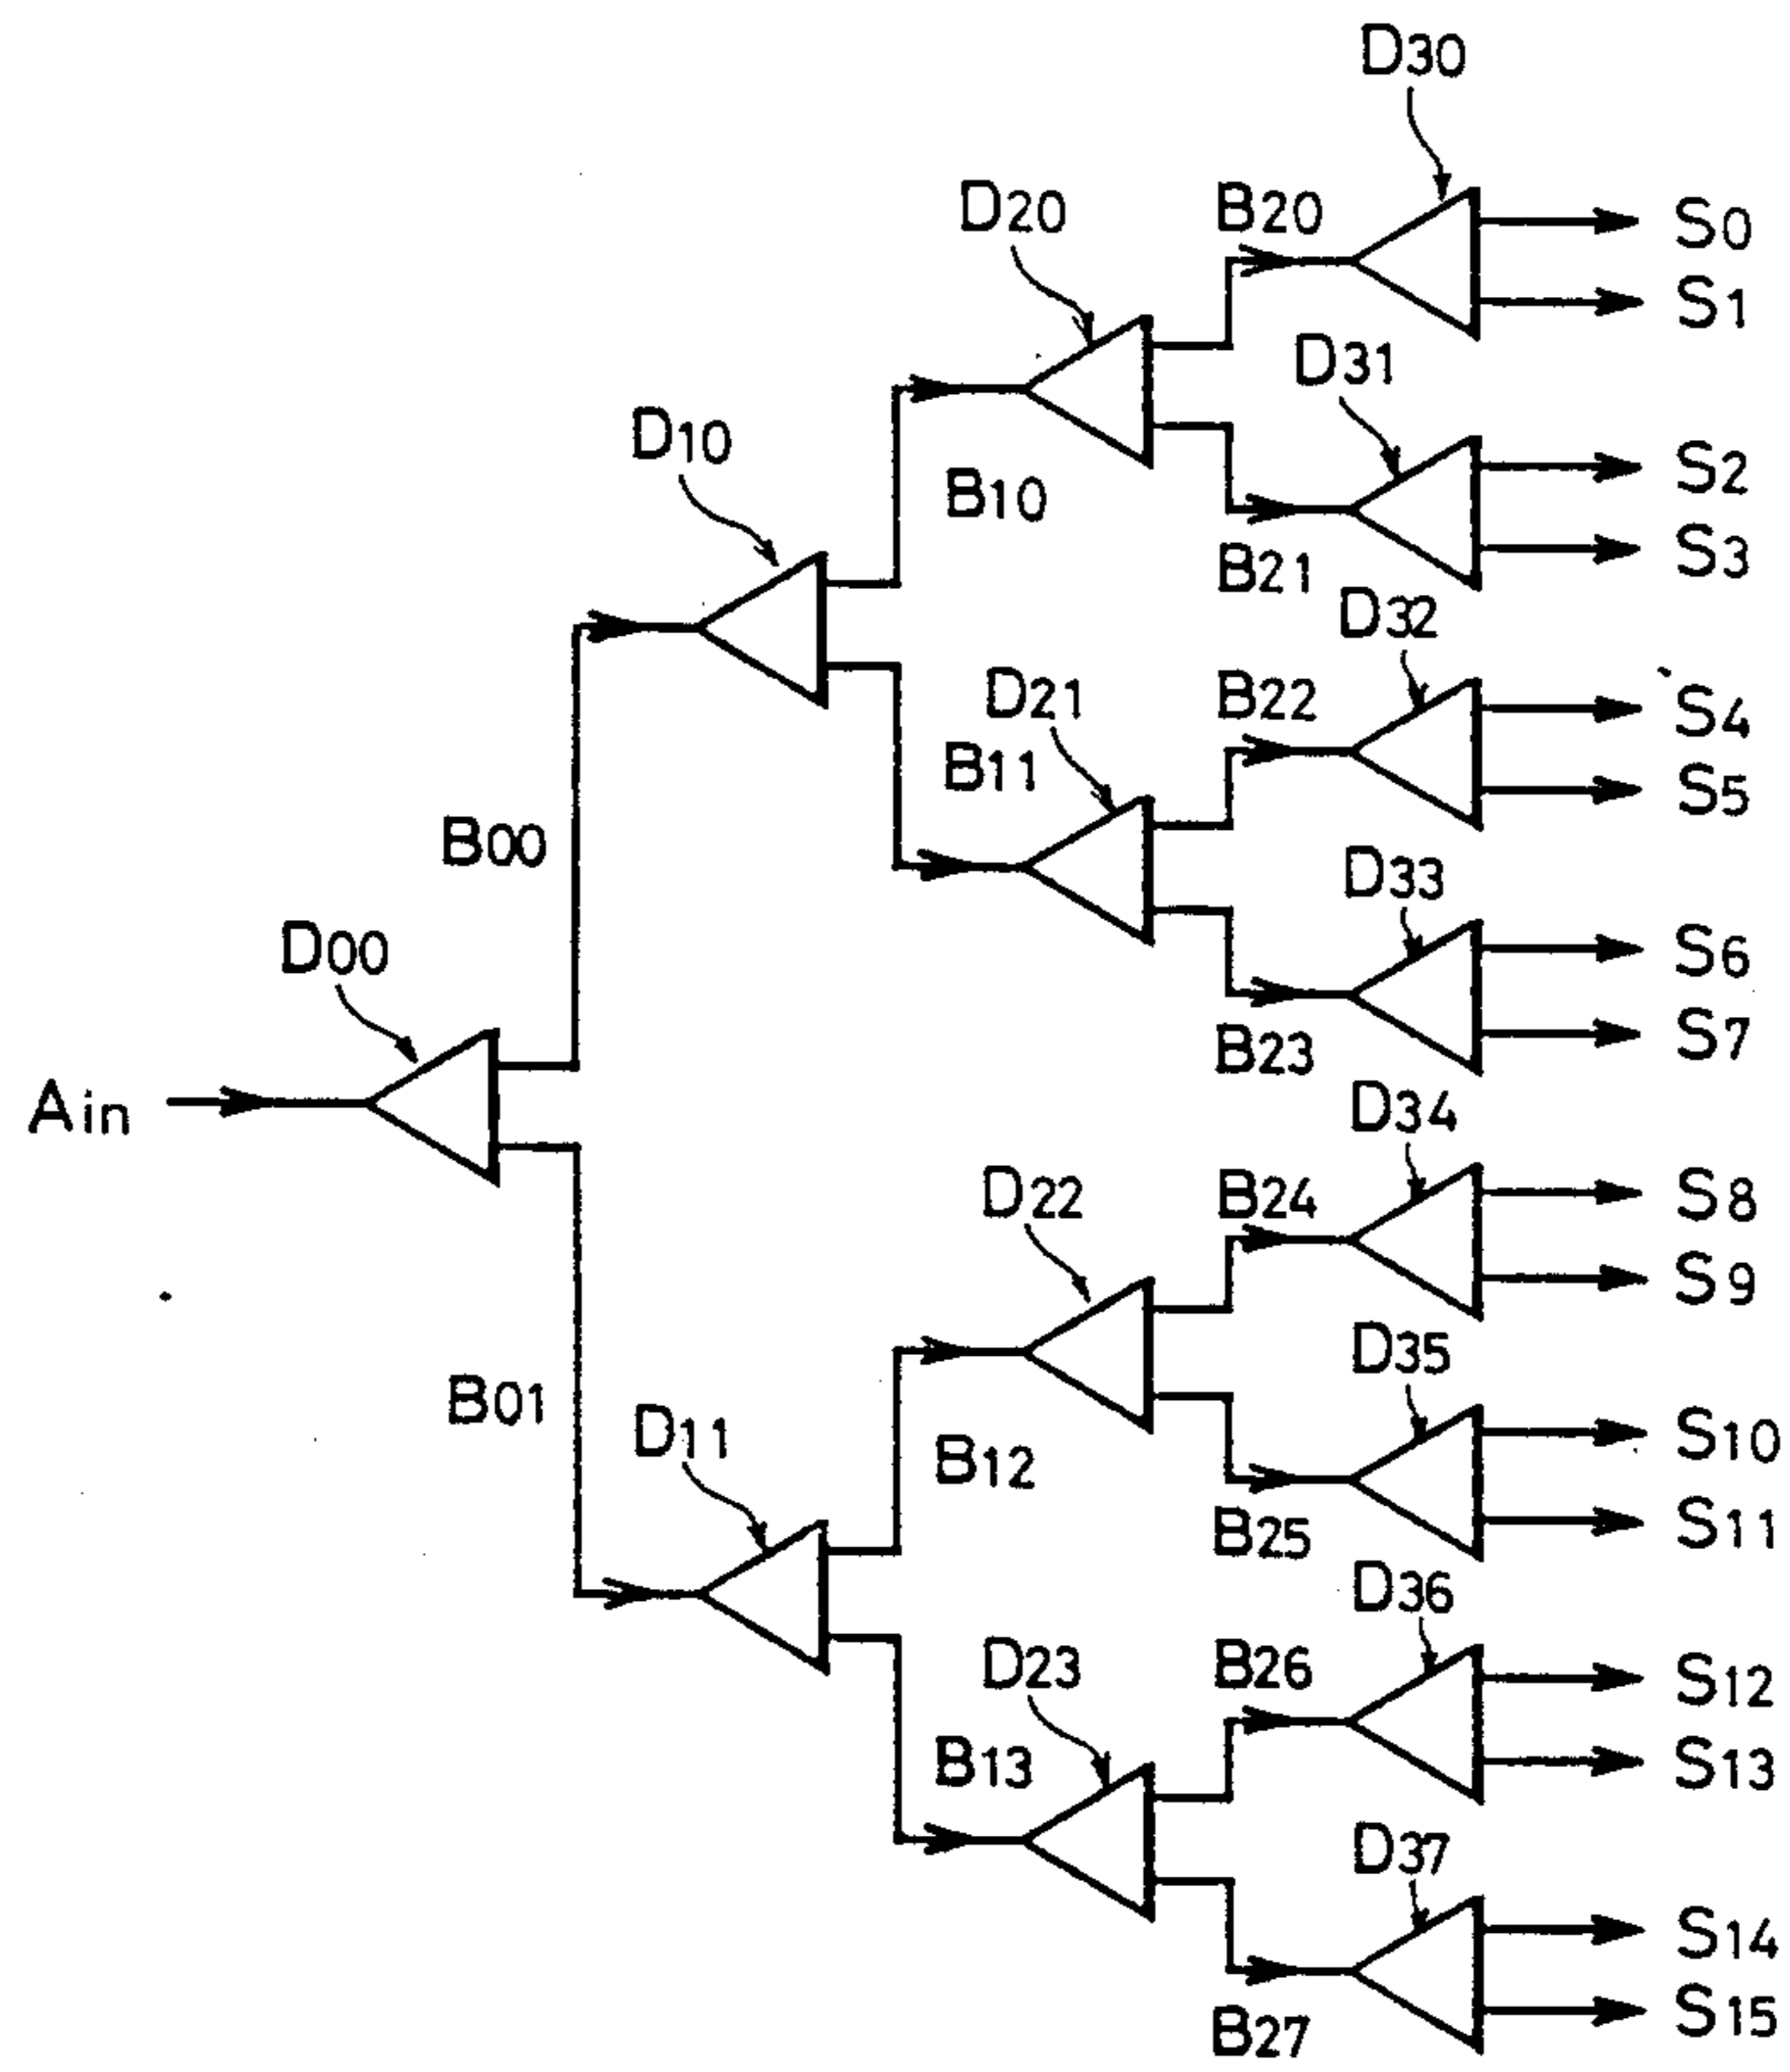 D30
D20
B20
S0
S1
D31
D10
B10
S2
S3
B21
D32
D21
B22
B11
S4
S5
B00
D33
D00
S6
S7
B23
Ain
D34
D22
B24
S8
S9
D35
B01
D11
B12
S10
S11
B25
D36
D23
B26
S12
B13
S13
D37
S14
S15
B27